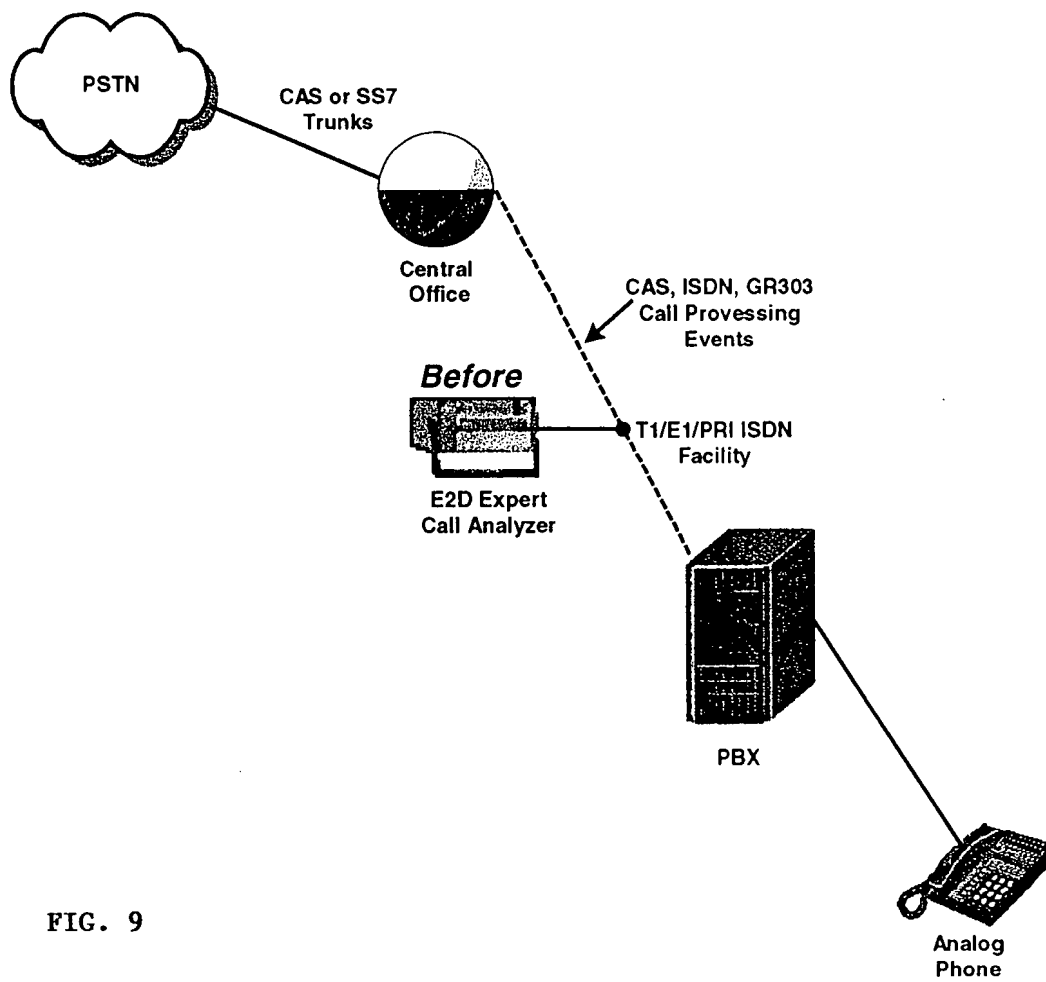 PSTN
CAS or SS7
Trunks
Central
Office
CAS, ISDN, GR303
Call Provessing
Events
Before
T1/E1/PRI ISDN
Facility
E2D Expert
Call Analyzer
PBX
FIG. 9
Analog
Phone